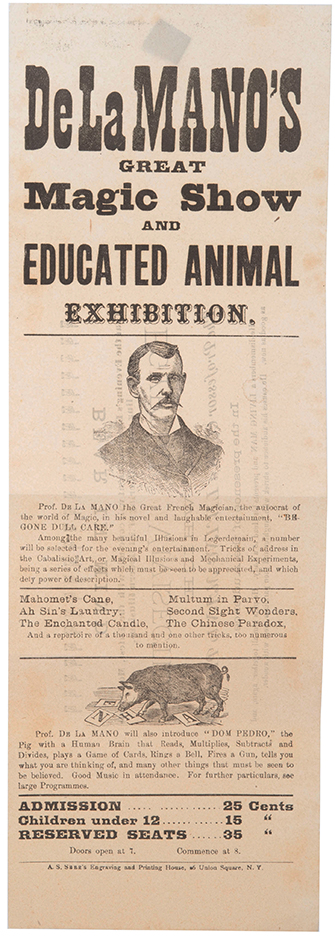 DeLaMANO'S
GREAT
Magic Show
AND
EDUCATED ANIMAL
EXHIBITION.
Prof. DE LA MANO the Great French Magician, the autocrat of
the world of Magic, in his novel and laughable entertainment, "BE-
GONE DULL CARE."
Among the many beautiful Illusions in Legerdemain, a number
will be selected for the evening's entertainment. Tricks of address in
the Cabalistic Art, or Magical Illusions and Mechanical Experiments,
being a series of effects which must be seen to be appreciated, and which
defy power of description.
Mahomet's Cane, Multum in Parvo,
Ah Sin's Laundry, Second Sight Wonders,
The Enchanted Candle, The Chinese Paradox,
And a repertoire of a thousand and one other tricks, too numerous
to mention.
Prof. DE LA MANO will also introduce "DOM PEDRO," the
Pig with a Human Brain that Reads, Multiplies, Subtracts and
Divides, plays a Game of Cards, Rings a Bell, Fires a Gun, tells you
what you are thinking of, and many other things that must be seen to
be believed. Good Music in attendance. For further particulars, see
large Programmes.
ADMISSION ............ 25 Cents
Children under 12 ........ 15 "
RESERVED SEATS ...... 35 "
Doors open at 7. Commence at 8.
A. S. SEER'S Engraving and Printing House, 26 Union Square, N. Y.